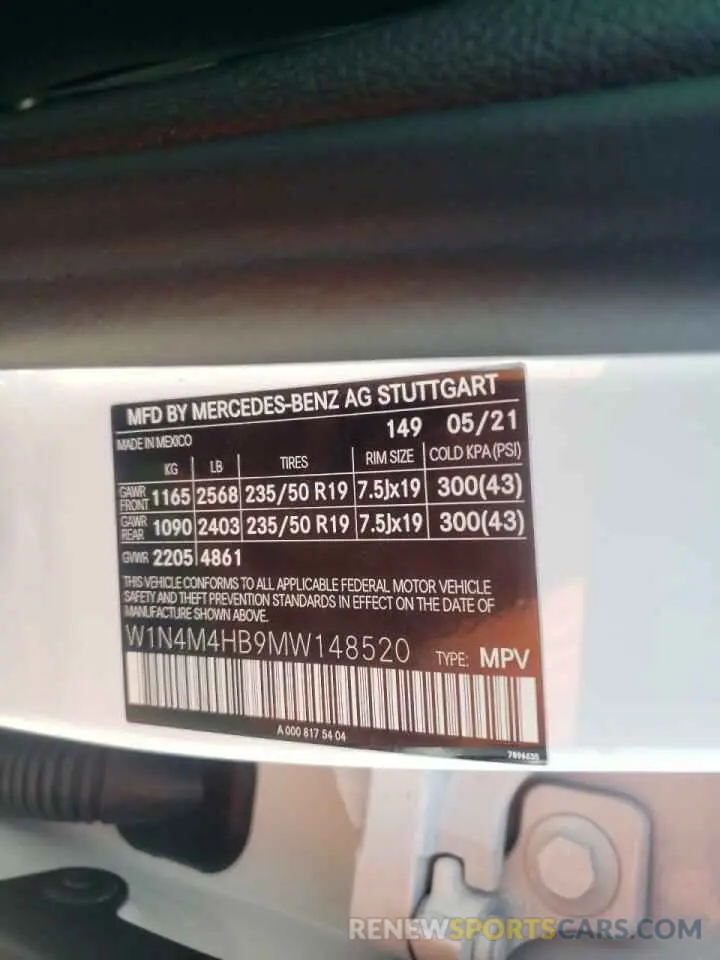 MFD BY MERCEDES-BENZ AG STUTTGART
MADE IN MEXICO 149 05/21
KG LB TIRES RIM SIZE COLD KPA (PSI)
GAWR FRONT 1165 2568 235/50 R19 7.5Jx19 300(43)
GAWR REAR 1090 2403 235/50 R19 7.5Jx19 300(43)
GVWR 2205 4861
THIS VEHICLE CONFORMS TO ALL APPLICABLE FEDERAL MOTOR VEHICLE
SAFETY AND THEFT PREVENTION STANDARDS IN EFFECT ON THE DATE OF
MANUFACTURE SHOWN ABOVE.
W1N4M4HB9MW148520 TYPE: MPV
A 000 817 54 04
RENEWSPORTSCARS.COM